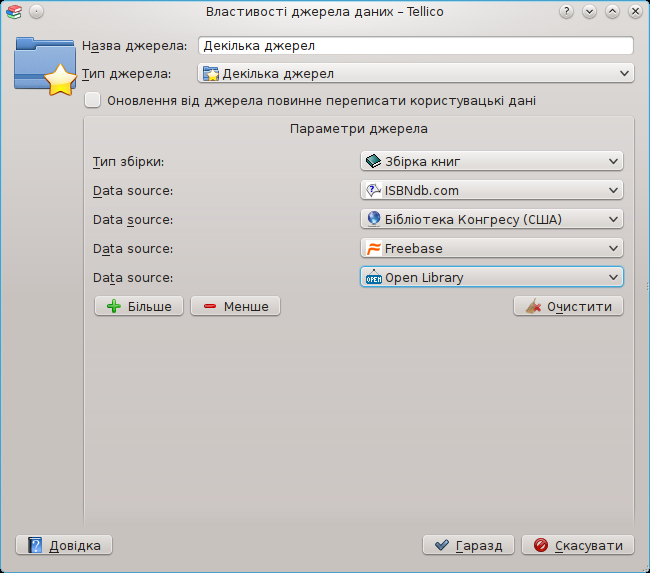 Властивості джерела даних – Tellico
Назва джерела: Декілька джерел
Тип джерела: Декілька джерел
Оновлення від джерела повинне переписати користувацькі дані
Параметри джерела
Тип збірки: Збірка книг
Data source: ISBNdb.com
Data source: Бібліотека Конгресу (США)
Data source: Freebase
Data source: OPEN Open Library
Більше Менше Очистити
Довідка Гаразд Скасувати